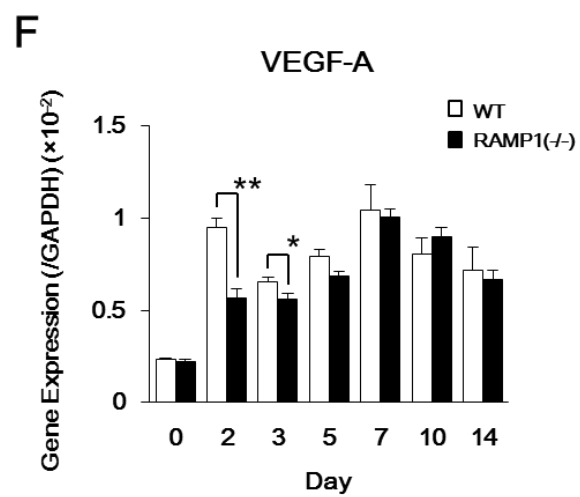 F
VEGF-A
WT
RAMP1(-/-)
Gene Expression (/GAPDH) (×10⁻²)
1.5
1
0.5
0
**
*
0 2 3 5 7 10 14
Day